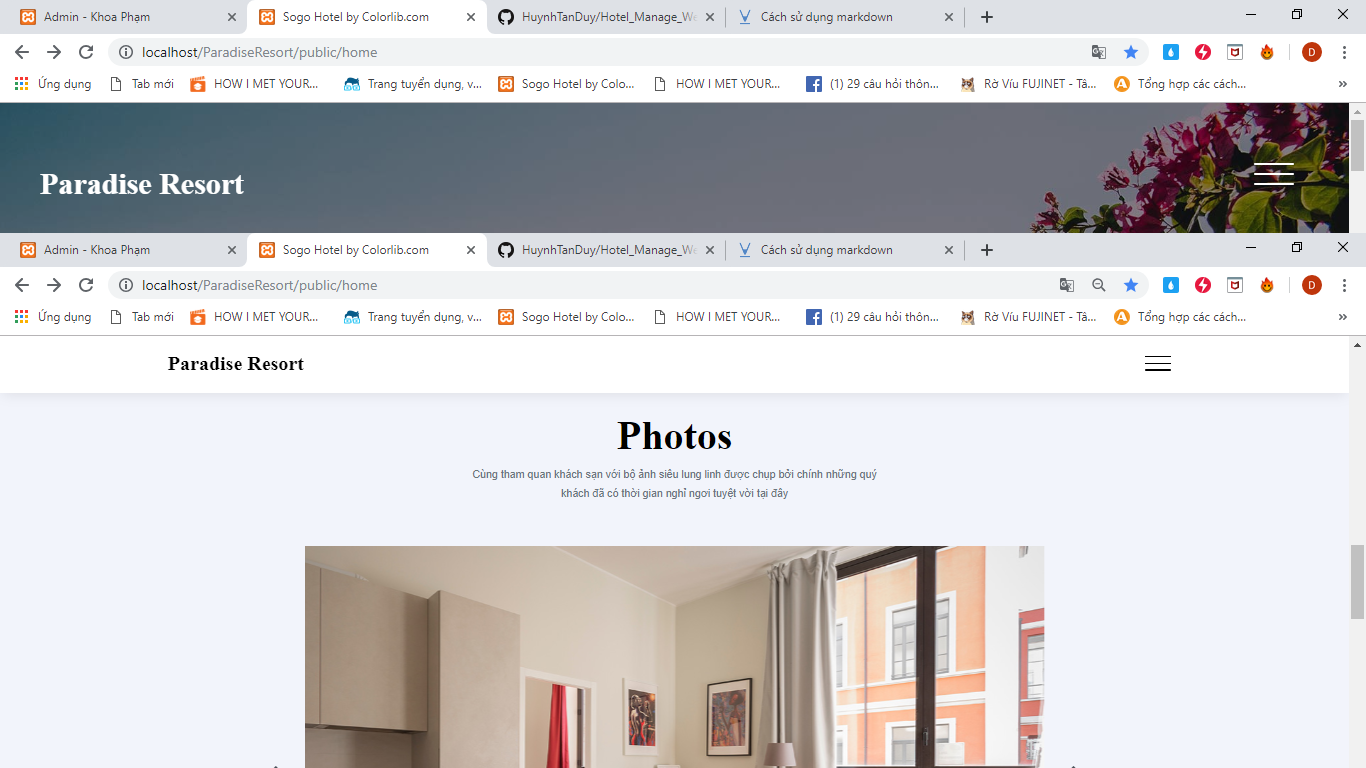 Admin - Khoa Phạm
Sogo Hotel by Colorlib.com
HuynhTanDuy/Hotel_Manage_We
Cách sử dụng markdown
localhost/ParadiseResort/public/home
D
Ứng dụng
Tab mới
HOW I MET YOUR...
Trang tuyển dụng, v...
Sogo Hotel by Colo...
HOW I MET YOUR...
(1) 29 câu hỏi thôn...
Rờ Víu FUJINET - Tâ...
Tổng hợp các cách...
»
Paradise Resort
Admin - Khoa Phạm
Sogo Hotel by Colorlib.com
HuynhTanDuy/Hotel_Manage_We
Cách sử dụng markdown
localhost/ParadiseResort/public/home
D
Ứng dụng
Tab mới
HOW I MET YOUR...
Trang tuyển dụng, v...
Sogo Hotel by Colo...
HOW I MET YOUR...
(1) 29 câu hỏi thôn...
Rờ Víu FUJINET - Tâ...
Tổng hợp các cách...
»
Paradise Resort
Photos
Cùng tham quan khách sạn với bộ ảnh siêu lung linh được chụp bởi chính những quý
khách đã có thời gian nghỉ ngơi tuyệt vời tại đây